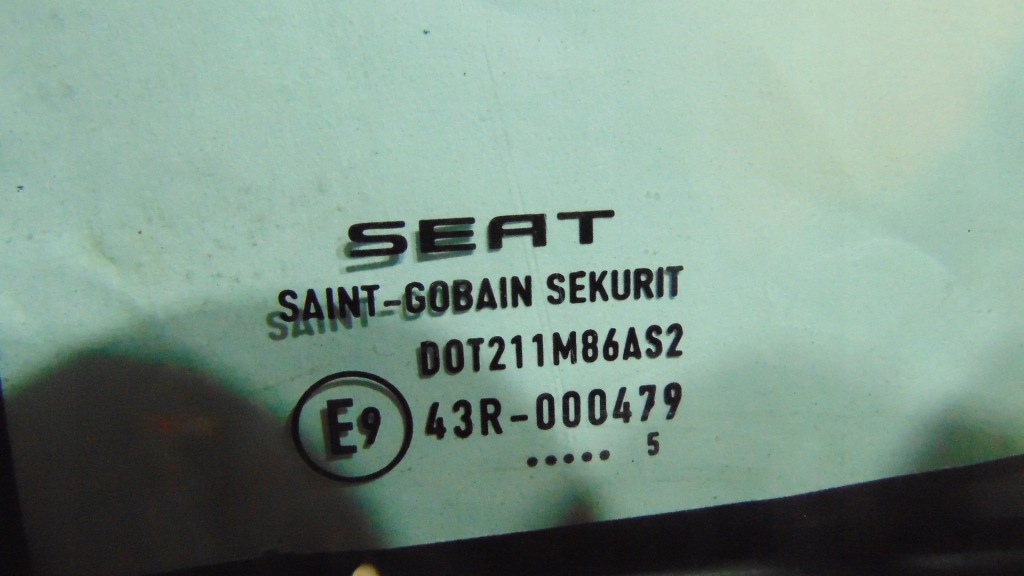 SEAT
SAINT-GOBAIN SEKURIT
DOT211M86AS2
E9 43R-000479
..... 5